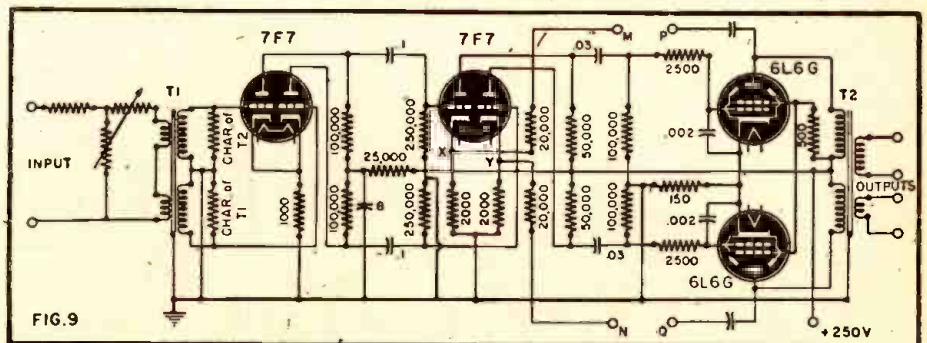 7F7
7F7
M
P
6L6G
T1
T2
.1
.03
2500
INPUT
CHAR. of T2
CHAR. of T1
100,000
250,000
20,000
50,000
100,000
.002
500
X
Y
25,000
OUTPUTS
1000
100,000
8
250,000
2000
2000
20,000
50,000
100,000
150
.002
.1
.03
2500
6L6G
FIG.9
N
Q
+250V